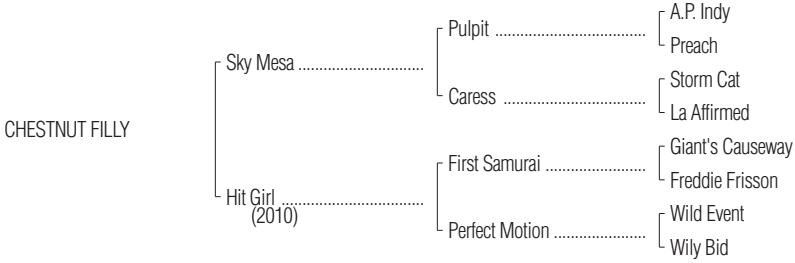 A.P. Indy
Pulpit ..................................
Preach
Sky Mesa ............................
Storm Cat
Caress ................................
La Affirmed
CHESTNUT FILLY
Giant's Causeway
First Samurai .......................
Freddie Frisson
Hit Girl ................................
(2010)
Wild Event
Perfect Motion .....................
Wily Bid